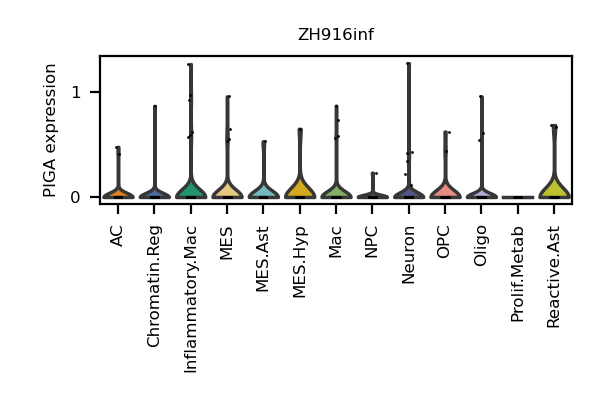 ZH916inf
PIGA expression
1
0
AC
Chromatin.Reg
Inflammatory.Mac
MES
MES.Ast
MES.Hyp
Mac
NPC
Neuron
OPC
Oligo
Prolif.Metab
Reactive.Ast